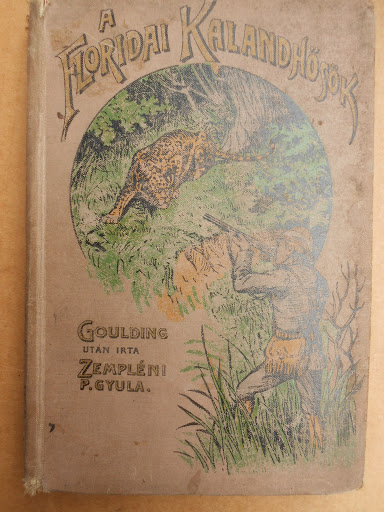 A
FLORIDAI KALANDHŐSÖK
GOULDING
UTÁN IRTA
ZEMPLÉNI
P. GYULA.